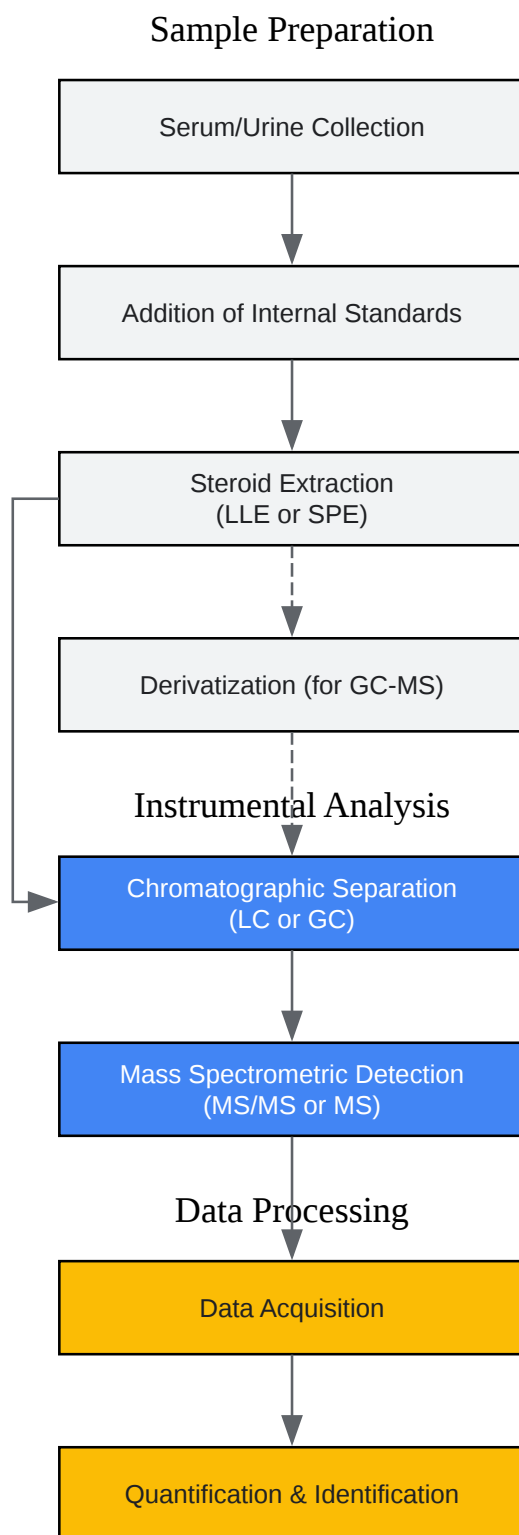 Sample Preparation
Serum/Urine Collection
Addition of Internal Standards
Steroid Extraction
(LLE or SPE)
Derivatization (for GC-MS)
Instrumental Analysis
Chromatographic Separation
(LC or GC)
Mass Spectrometric Detection
(MS/MS or MS)
Data Processing
Data Acquisition
Quantification & Identification